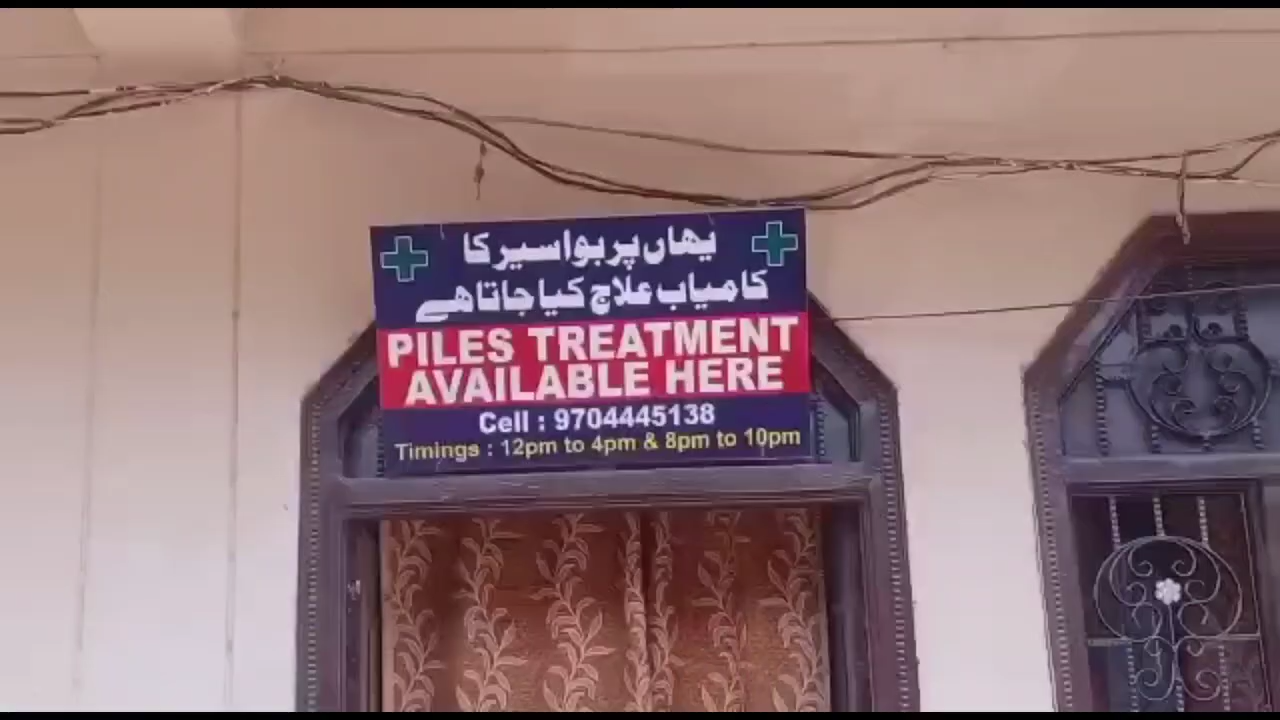 یہاں پر بواسیر کا
کامیاب علاج کیا جاتا ہے
PILES TREATMENT
AVAILABLE HERE
Cell : 9704445138
Timings : 12pm to 4pm & 8pm to 10pm